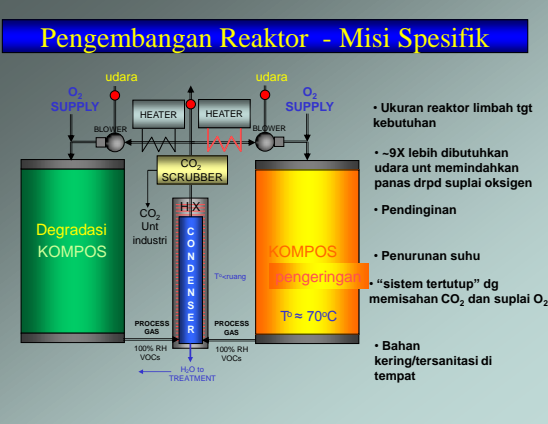 Pengembangan Reaktor - Misi Spesifik
udara
udara
O2
SUPPLY
O2
SUPPLY
HEATER
HEATER
BLOWER
BLOWER
CO2
SCRUBBER
CO2
Unt
industri
HX
CONDENSER
Degradasi
KOMPOS
KOMPOS
pengeringan
To<ruang
To ≈ 70oC
PROCESS
GAS
PROCESS
GAS
100% RH
VOCs
100% RH
VOCs
H2O to
TREATMENT
• Ukuran reaktor limbah tgt
kebutuhan
• ~9X lebih dibutuhkan
udara unt memindahkan
panas drpd suplai oksigen
• Pendinginan
• Penurunan suhu
• “sistem tertutup” dg
memisahan CO2 dan suplai O2
• Bahan
kering/tersanitasi di
tempat